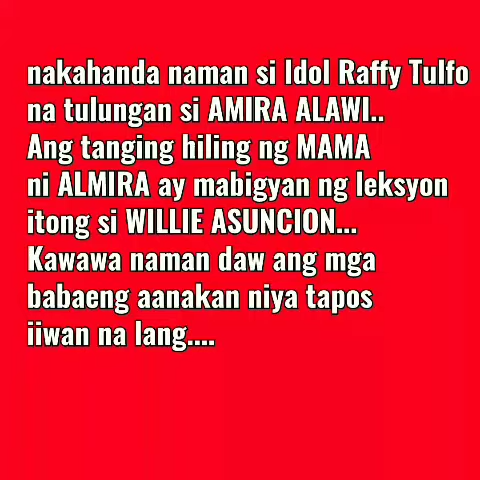 nakahanda naman si Idol Raffy Tulfo
na tulungan si AMIRA ALAWI..
Ang tanging hiling ng MAMA
ni ALMIRA ay mabigyan ng leksyon
itong si WILLIE ASUNCION...
Kawawa naman daw ang mga
babaeng aanakan niya tapos
iiwan na lang....